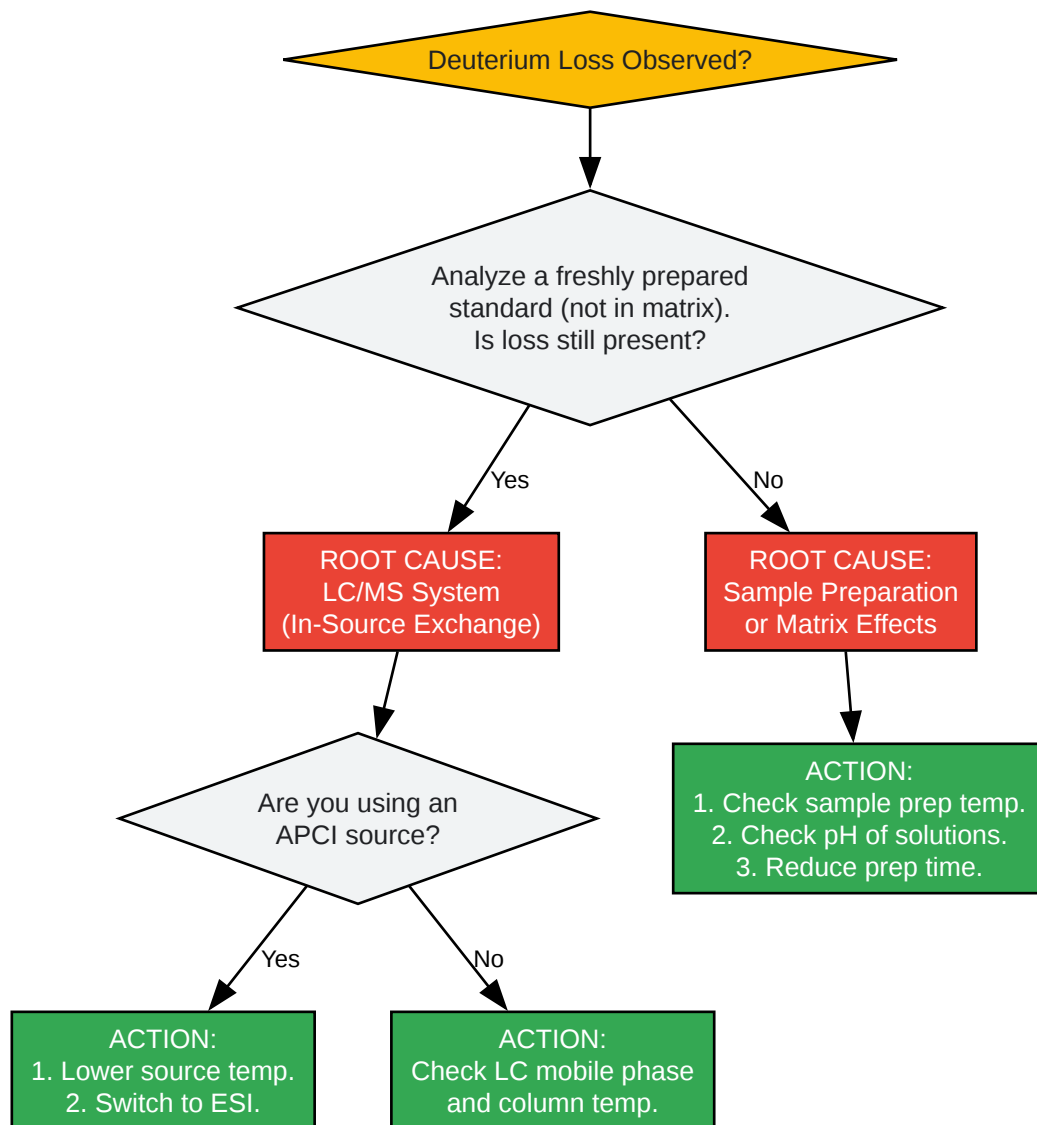 Deuterium Loss Observed?
Analyze a freshly prepared
standard (not in matrix).
Is loss still present?
Yes
No
ROOT CAUSE:
LC/MS System
(In-Source Exchange)
ROOT CAUSE:
Sample Preparation
or Matrix Effects
Are you using an
APCI source?
ACTION:
1. Check sample prep temp.
2. Check pH of solutions.
3. Reduce prep time.
Yes
No
ACTION:
1. Lower source temp.
2. Switch to ESI.
ACTION:
Check LC mobile phase
and column temp.